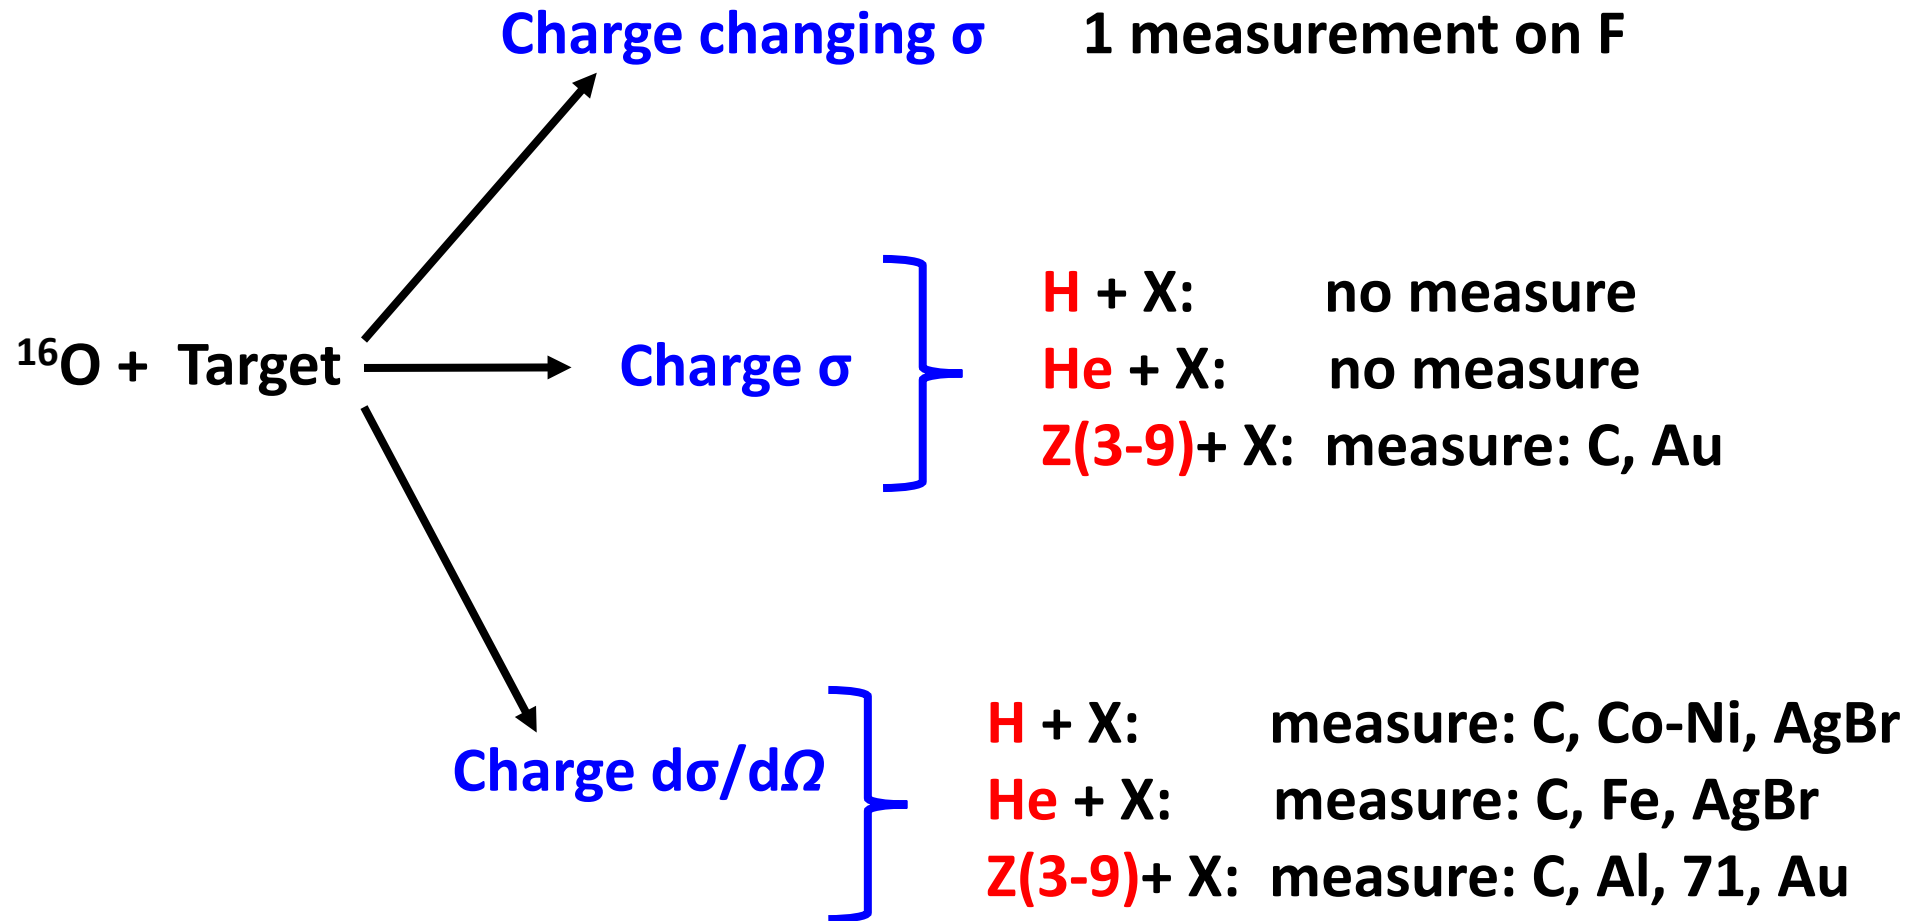 Charge changing σ 1 measurement on F
H + X: no measure
¹⁶O + Target Charge σ He + X: no measure
Z(3-9)+ X: measure: C, Au
H + X: measure: C, Co-Ni, AgBr
Charge dσ/dΩ He + X: measure: C, Fe, AgBr
Z(3-9)+ X: measure: C, Al, 71, Au